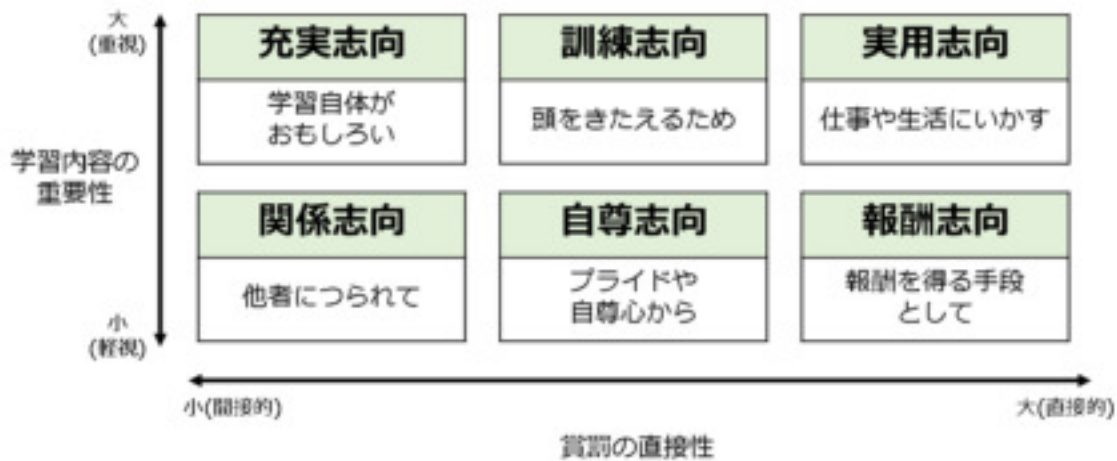 大
(重視)
学習内容の
重要性
小
(軽視)
充実志向
学習自体が
おもしろい
訓練志向
頭をきたえるため
実用志向
仕事や生活にいかす
関係志向
他者につられて
自尊志向
プライドや
自尊心から
報酬志向
報酬を得る手段
として
小(間接的)
大(直接的)
賞罰の直接性